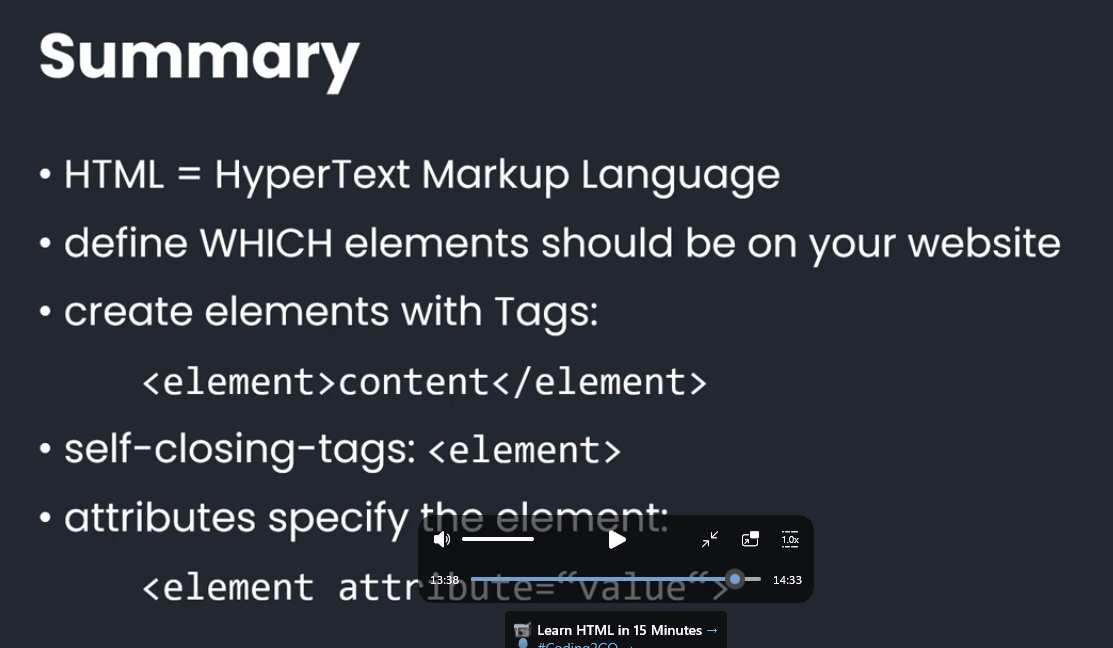 Summary
• HTML = HyperText Markup Language
• define WHICH elements should be on your website
• create elements with Tags:
<element>content</element>
• self-closing-tags: <element>
• attributes specify the element:
1.0x
13:38
14:33
<element attribute=“value“>
Learn HTML in 15 Minutes →
#Coding2GO →